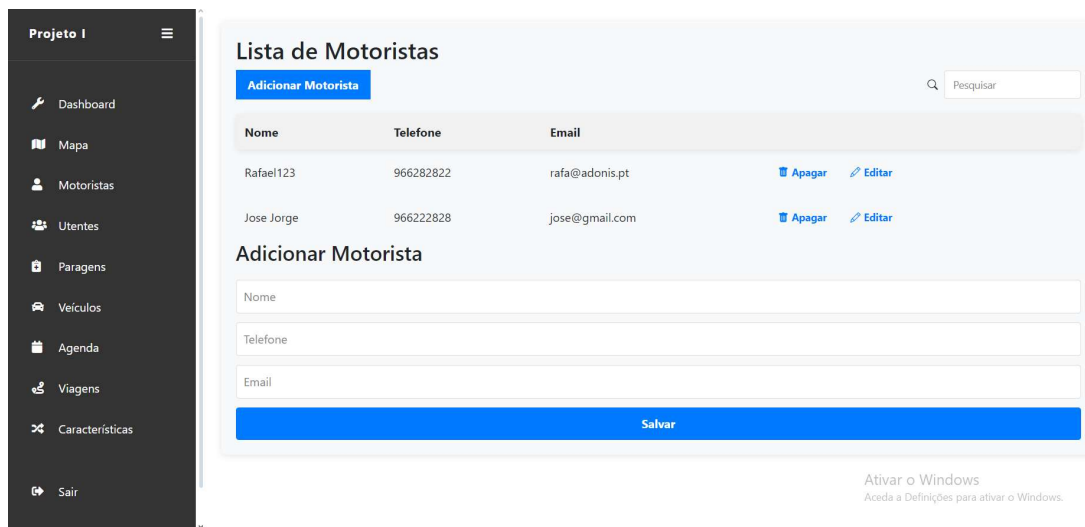 Projeto I
Dashboard
Mapa
Motoristas
Utentes
Paragens
Veículos
Agenda
Viagens
Características
Sair
Lista de Motoristas
Adicionar Motorista
Pesquisar
Nome Telefone Email
Rafael123 966282822 rafa@adonis.pt Apagar Editar
Jose Jorge 966222828 jose@gmail.com Apagar Editar
Adicionar Motorista
Nome
Telefone
Email
Salvar
Ativar o Windows
Aceda a Definições para ativar o Windows.